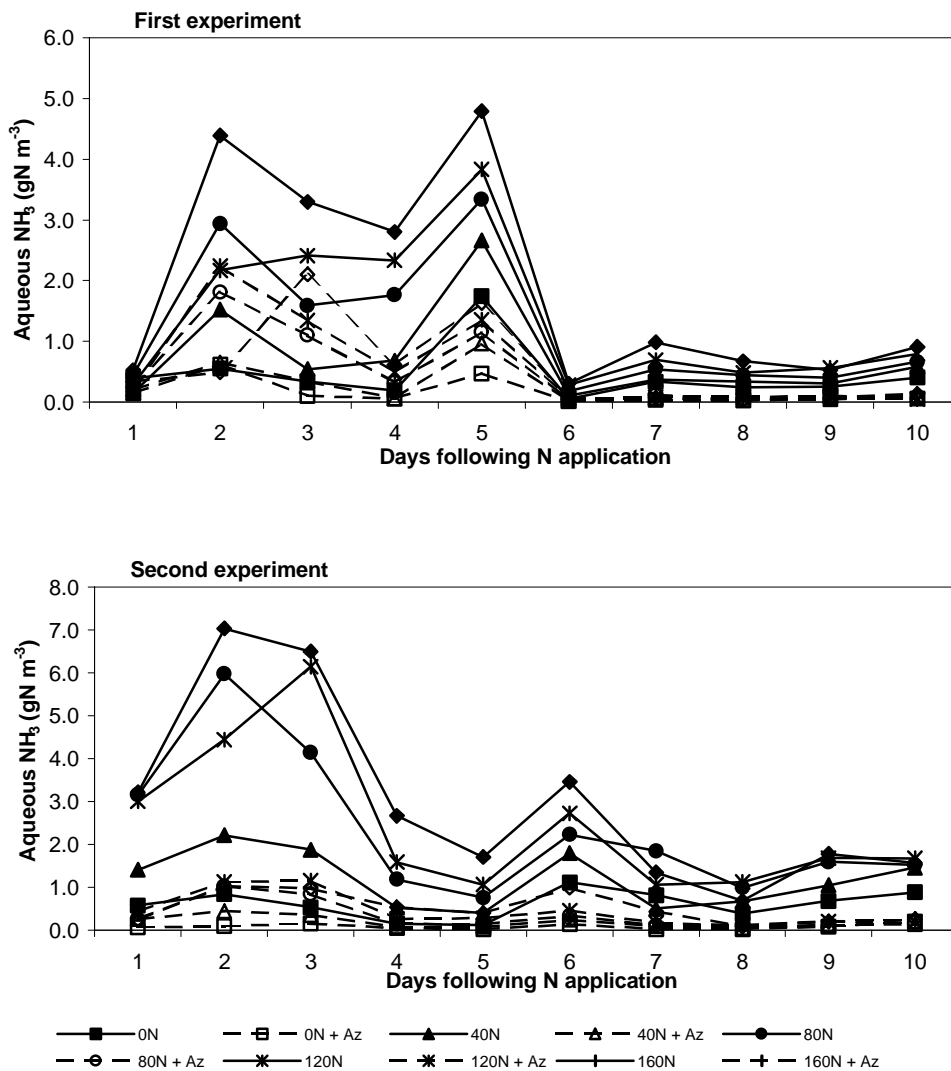 First experiment
6.0
5.0
4.0
3.0
2.0
1.0
0.0
Aqueous NH₃ (gN m⁻³)
1 2 3 4 5 6 7 8 9 10
Days following N application
Second experiment
8.0
7.0
6.0
5.0
4.0
3.0
2.0
1.0
0.0
Aqueous NH₃ (gN m⁻³)
1 2 3 4 5 6 7 8 9 10
Days following N application
0N 0N + Az 40N 40N + Az 80N
80N + Az 120N 120N + Az 160N 160N + Az